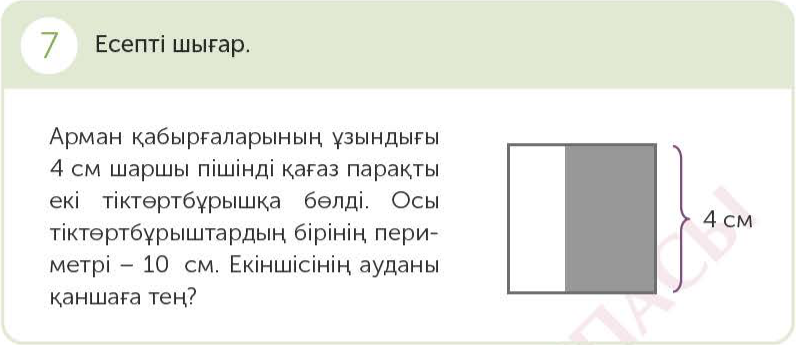 7 Есепті шығар.
Арман қабырғаларының ұзындығы
4 см шаршы пішінді қағаз парақты
екі тіктөртбұрышқа бөлді. Осы
тіктөртбұрыштардың бірінің пери-
метрі – 10 см. Екіншісінің ауданы
қаншаға тең?
4 см
ПАСЫ